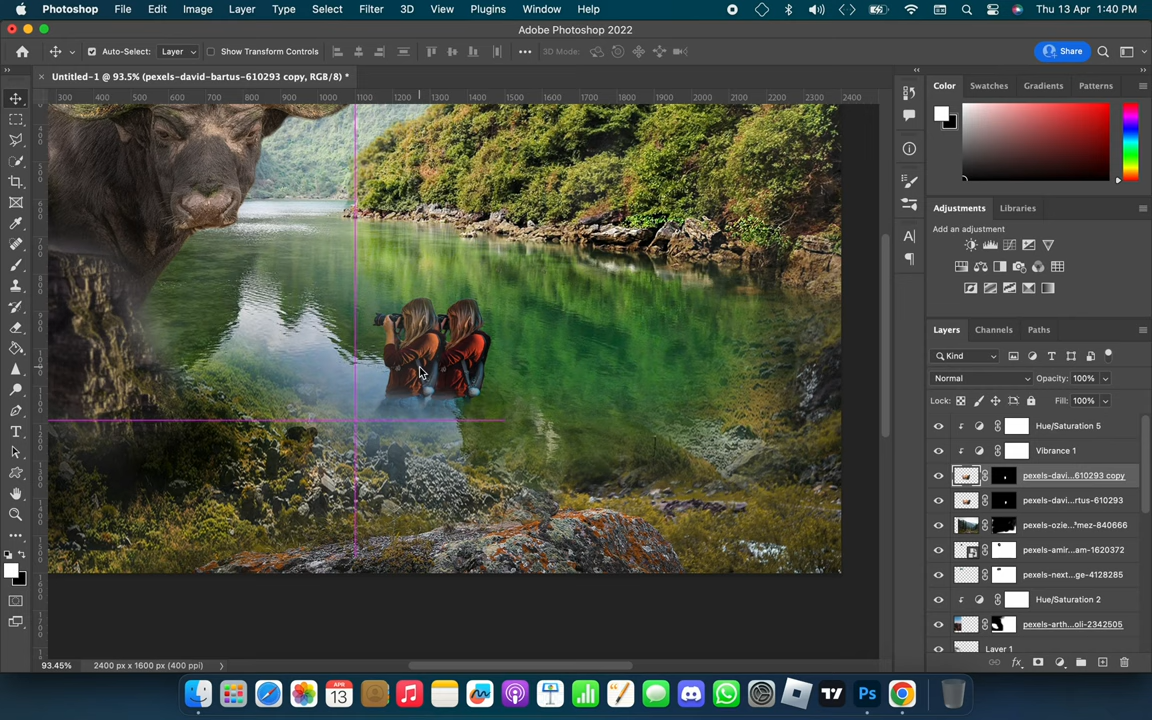 Photoshop File Edit Image Layer Type Select Filter 3D View Plugins Window Help Thu 13 Apr 1:40 PM
Adobe Photoshop 2022
Auto-Select: Layer Show Transform Controls 3D Mode: Share
Untitled-1 @ 93.5% (pexels-david-bartus-610293 copy, RGB/8) *
300 400 500 600 700 800 900 1000 1100 1200 1300 1400 1500 1600 1700 1800 1900 2000 2100 2200 2300 2400
Color Swatches Gradients Patterns
Adjustments Libraries
Add an adjustment
Layers Channels Paths
Kind
Normal Opacity: 100%
Lock: Fill: 100%
Hue/Saturation 5
Vibrance 1
pexels-davi...610293 copy
pexels-davi...rtus-610293
pexels-ozie...mez-840666
pexels-amir...am-1620372
pexels-next...ge-4128285
Hue/Saturation 2
pexels-arth...oli-2342505
Layer 1
93.45% 2400 px x 1600 px (400 ppi)
APR
13
Ps